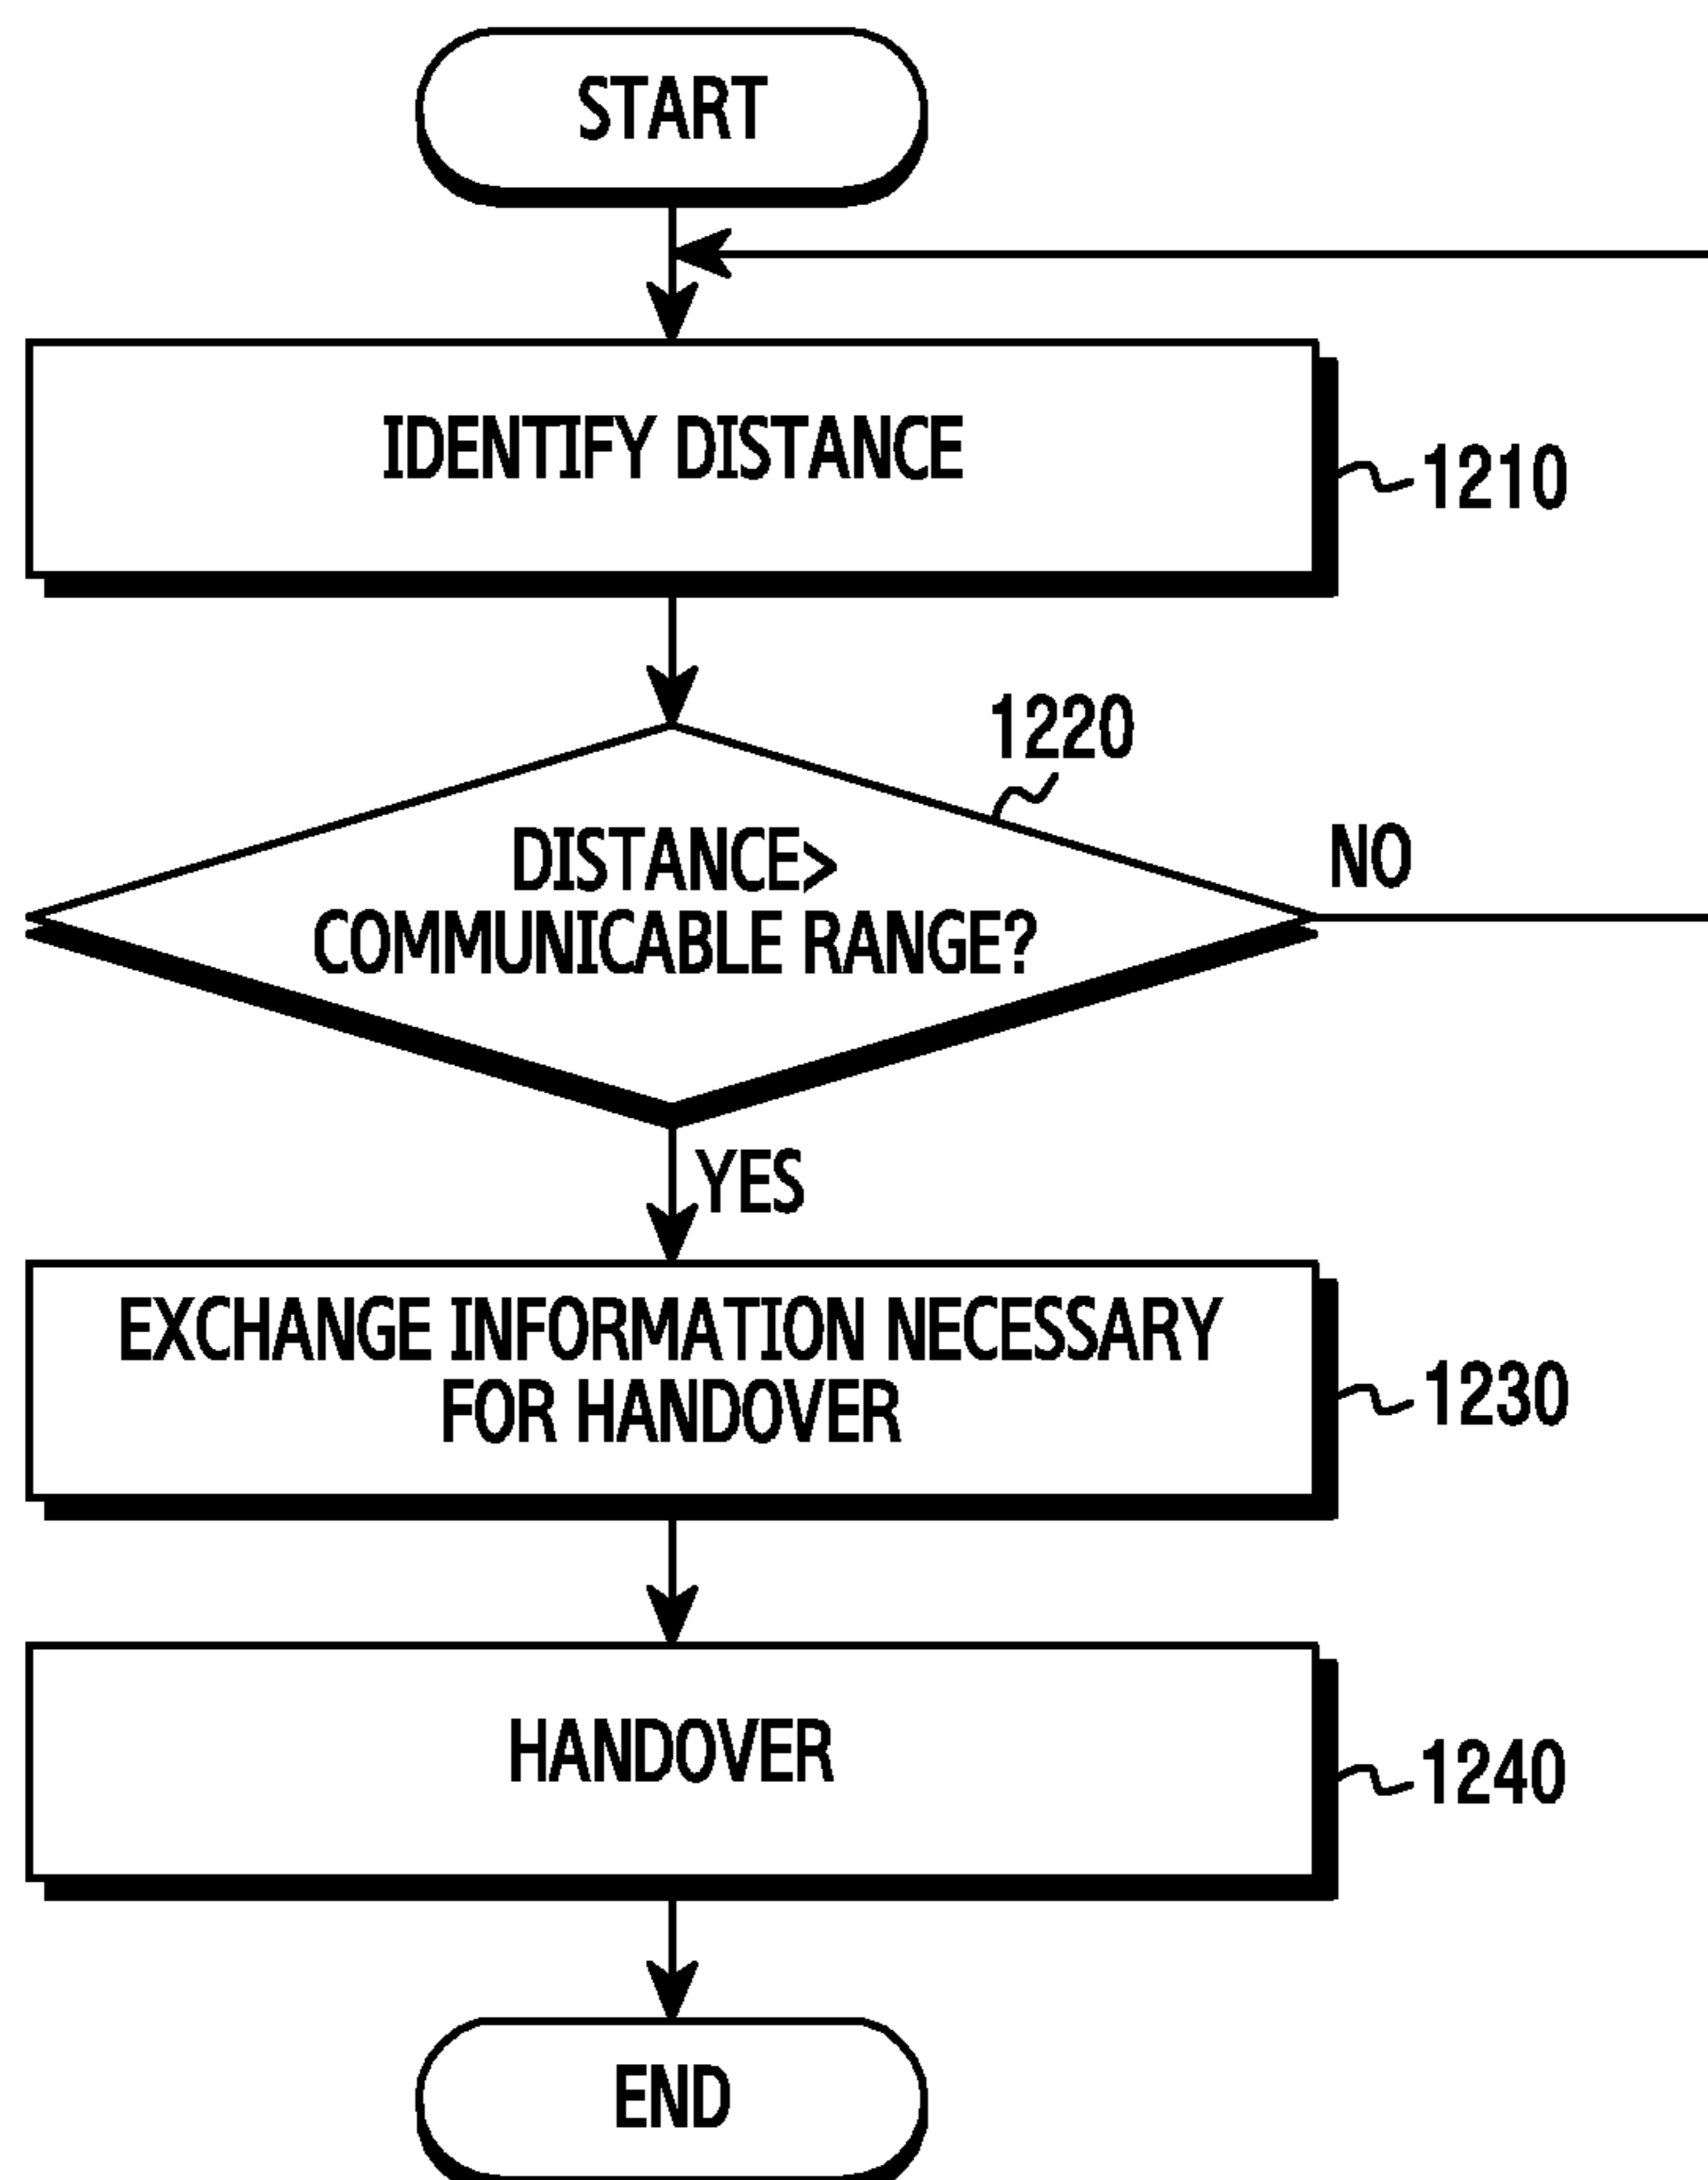 START
IDENTIFY DISTANCE
1210
1220
DISTANCE>
COMMUNICABLE RANGE?
NO
YES
EXCHANGE INFORMATION NECESSARY
FOR HANDOVER
1230
HANDOVER
1240
END